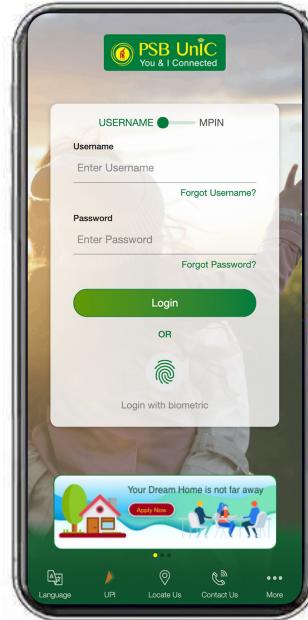 PSB UnIC
You & I Connected
USERNAME MPIN
Username
Enter Username
Forgot Username?
Password
Enter Password
Forgot Password?
Login
OR
Login with biometric
Your Dream Home is not far away
Apply Now
Language UPI Locate Us Contact Us More